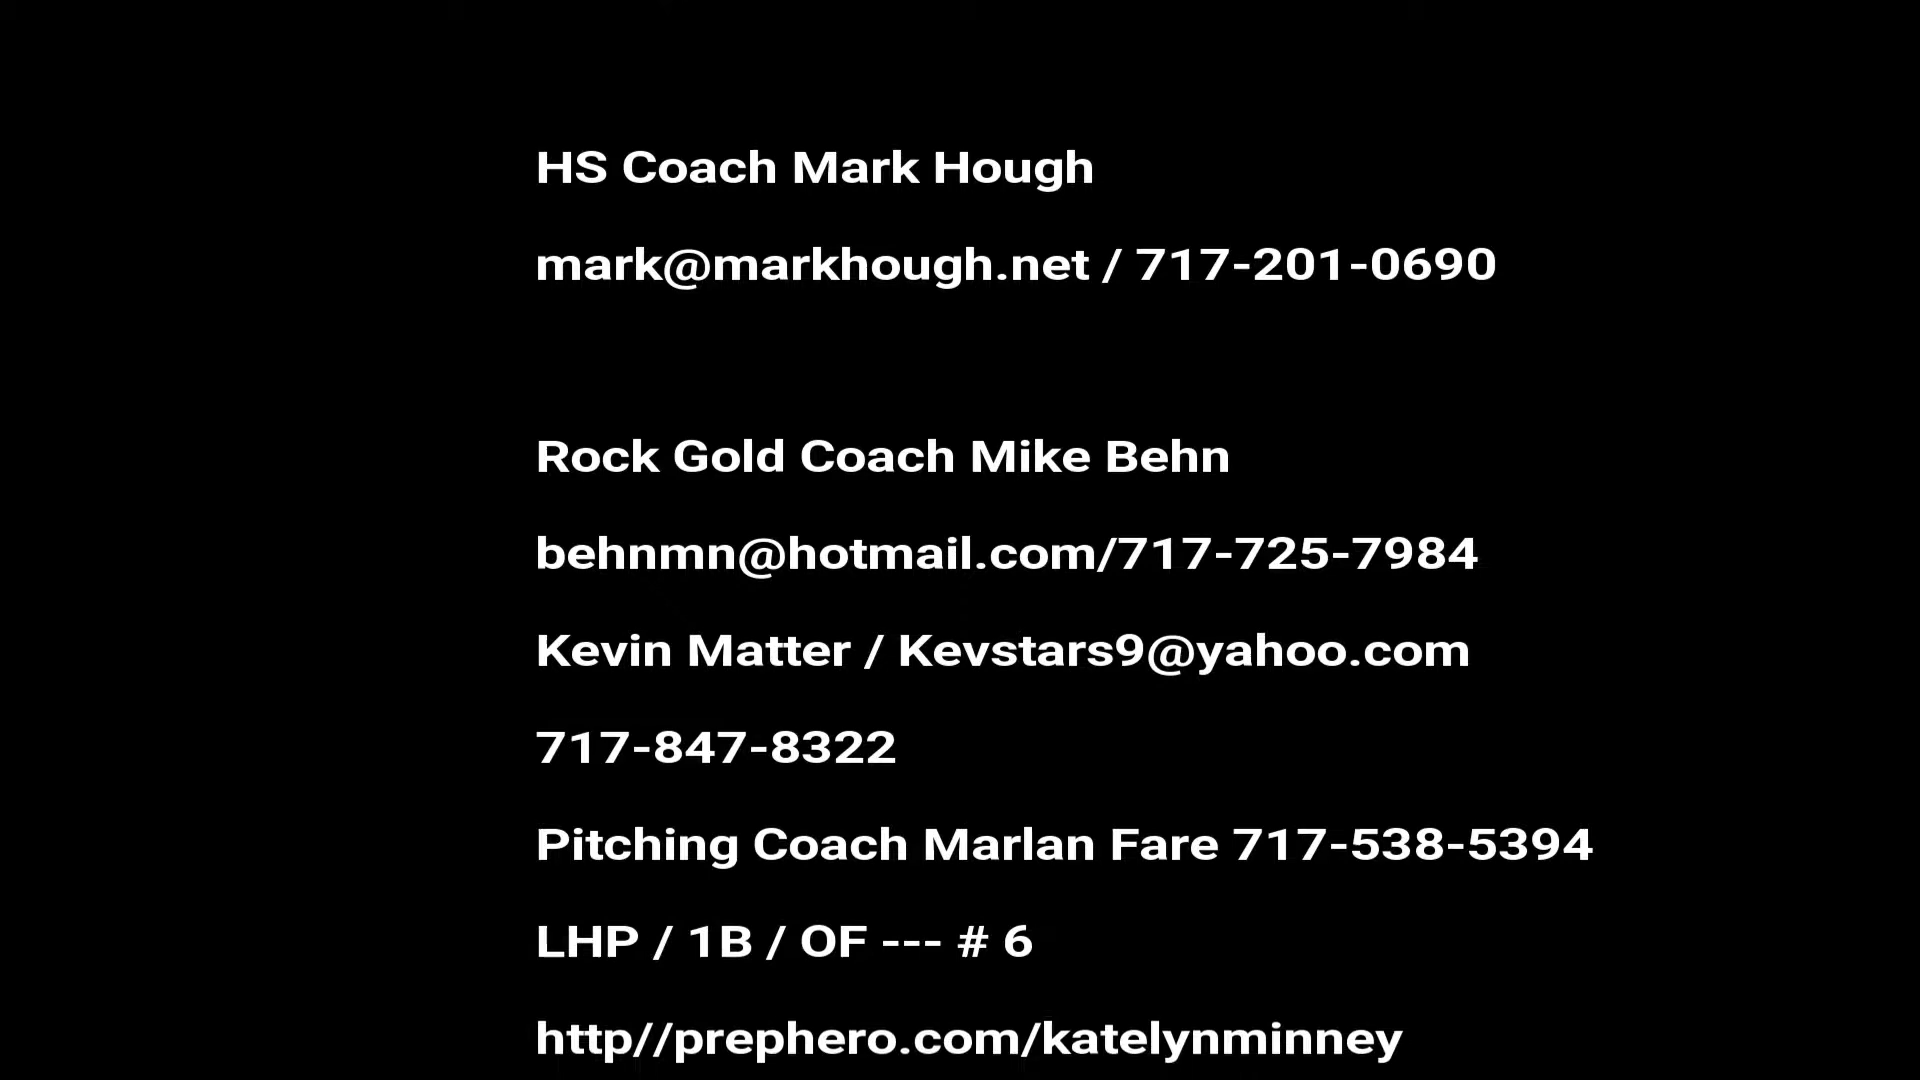 HS Coach Mark Hough
mark@markhough.net / 717-201-0690
Rock Gold Coach Mike Behn
behnmn@hotmail.com/717-725-7984
Kevin Matter / Kevstars9@yahoo.com
717-847-8322
Pitching Coach Marlan Fare 717-538-5394
LHP / 1B / OF --- # 6
http//prephero.com/katelynminney